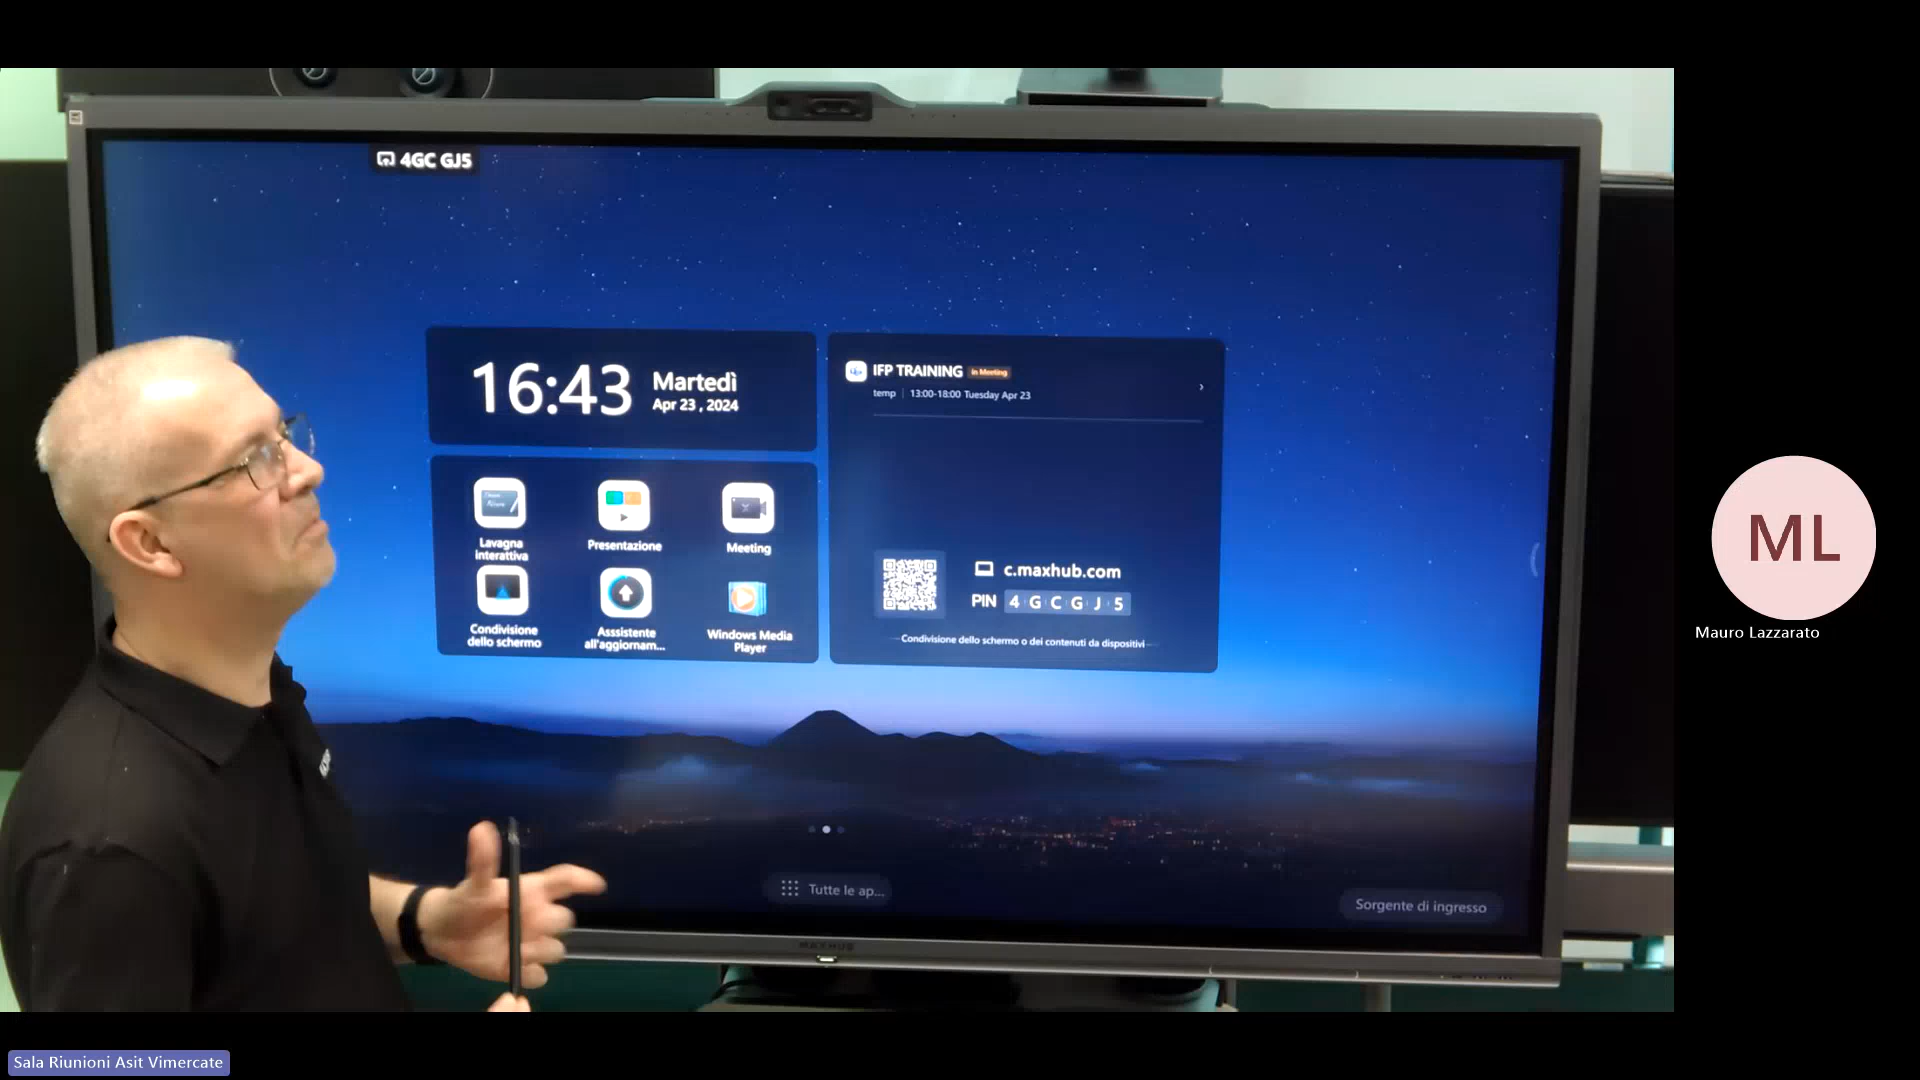 4GC GJ5
16:43
Martedì
Apr 23 , 2024
IFP TRAINING In Meeting
temp | 13:00-18:00 Tuesday Apr 23
Lavagna
interattiva
Presentazione
Meeting
Condivisione
dello schermo
Asssistente
all'aggiornam...
Windows Media
Player
c.maxhub.com
PIN 4 G C G J 5
Condivisione dello schermo o dei contenuti da dispositivi
Tutte le ap...
Sorgente di ingresso
MAXHUB
ML
Mauro Lazzarato
Sala Riunioni Asit Vimercate